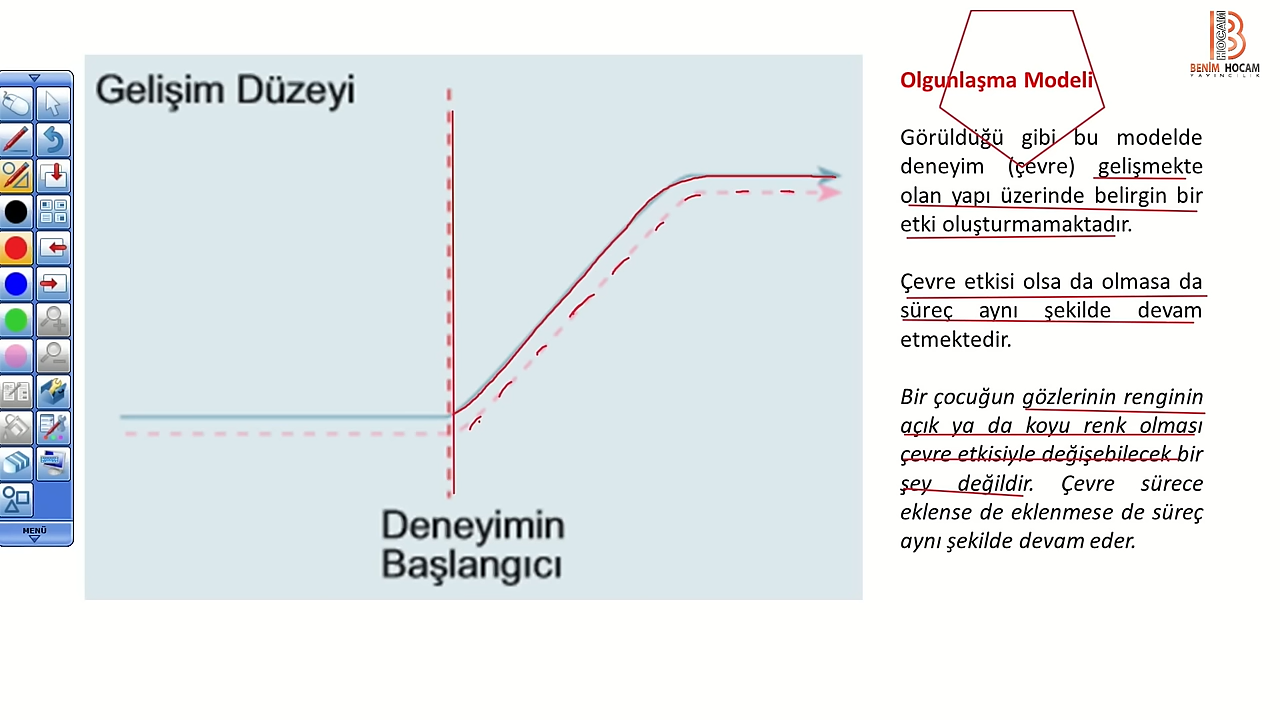 Gelişim Düzeyi
Deneyimin
Başlangıcı
BENİM HOCAM
YAYINCILIK
Olgunlaşma Modeli
Görüldüğü gibi bu modelde
deneyim (çevre) gelişmekte
olan yapı üzerinde belirgin bir
etki oluşturmamaktadır.
Çevre etkisi olsa da olmasa da
süreç aynı şekilde devam
etmektedir.
Bir çocuğun gözlerinin renginin
açık ya da koyu renk olması
çevre etkisiyle değişebilecek bir
şey değildir. Çevre sürece
eklense de eklenmese de süreç
aynı şekilde devam eder.
MENÜ
HOCAM